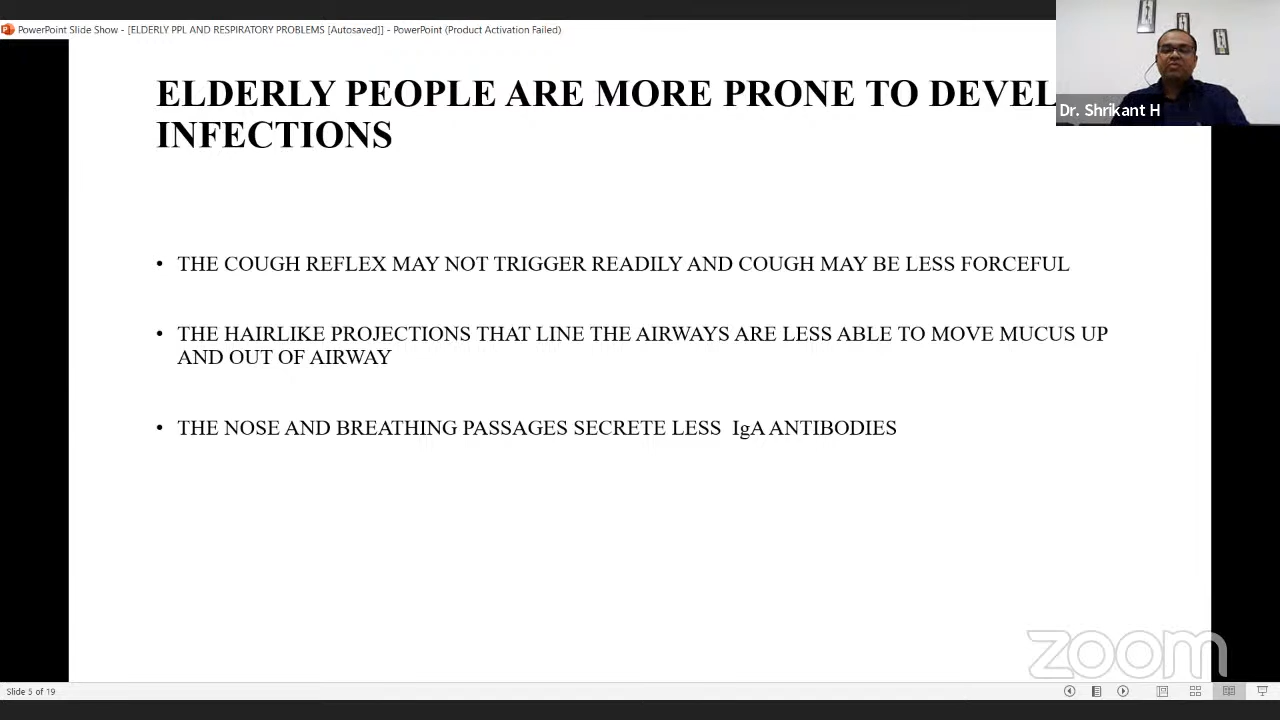 PowerPoint Slide Show - [ELDERLY PPL AND RESPIRATORY PROBLEMS [Autosaved]] - PowerPoint (Product Activation Failed)
ELDERLY PEOPLE ARE MORE PRONE TO DEVEL
INFECTIONS
Dr. Shrikant H
• THE COUGH REFLEX MAY NOT TRIGGER READILY AND COUGH MAY BE LESS FORCEFUL
• THE HAIRLIKE PROJECTIONS THAT LINE THE AIRWAYS ARE LESS ABLE TO MOVE MUCUS UP
AND OUT OF AIRWAY
• THE NOSE AND BREATHING PASSAGES SECRETE LESS IgA ANTIBODIES
zoom
Slide 5 of 19